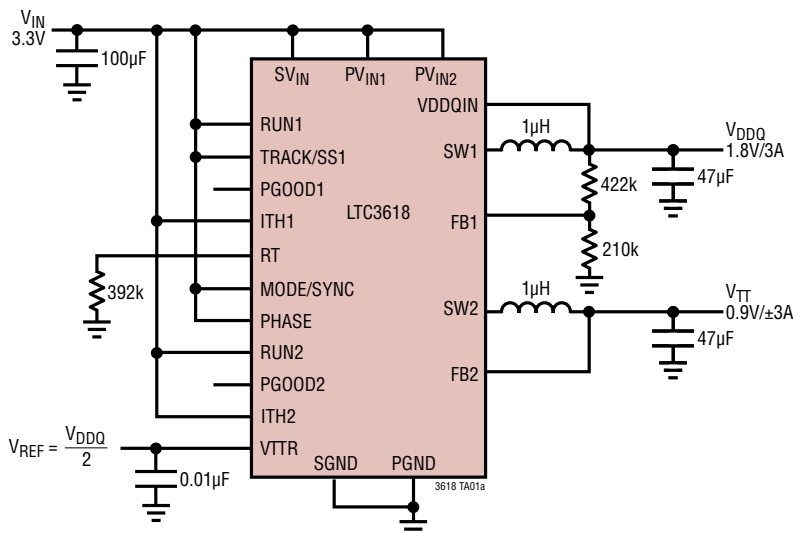 VIN
3.3V
100µF
SVIN PVIN1 PVIN2
VDDQIN
RUN1
TRACK/SS1
PGOOD1
ITH1
RT
MODE/SYNC
PHASE
RUN2
PGOOD2
ITH2
VTTR
LTC3618
SW1
FB1
SW2
FB2
SGND PGND
3618 TA01a
392k
VREF = VDDQ
2
0.01µF
1µH
VDDQ
1.8V/3A
422k
47µF
210k
1µH
VTT
0.9V/±3A
47µF